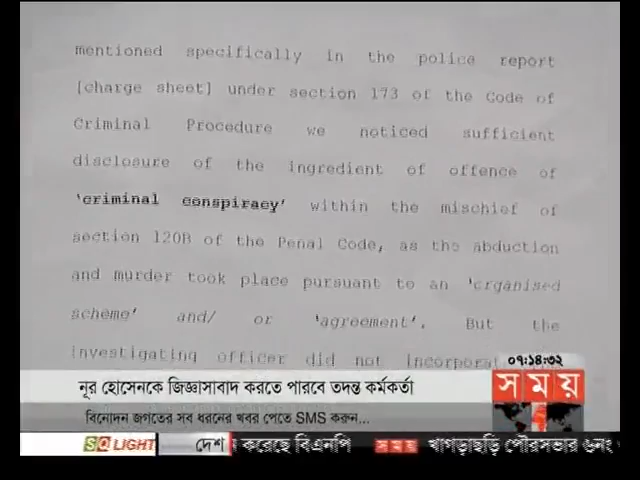 mentioned specifically in the police report
[charge sheet] under section 173 of the Code of
Criminal Procedure we noticed sufficient
disclosure of the ingredient of offence of
'criminal conspiracy' within the mischief of
section 120B of the Penal Code, as the abduction
and murder took place pursuant to an 'organised
scheme' and/ or 'agreement'. But the
investigating officer did not
০৭:১৪:৩২
নূর হোসেনকে জিজ্ঞাসাবাদ করতে পারবে তদন্ত কর্মকর্তা
সময়
বিনোদন জগতের সব ধরনের খবর পেতে SMS করুন...
SQ LIGHT দেশ করেছে বিএনপি সময় খাগড়াছড়ি পৌরসভার ৬নং